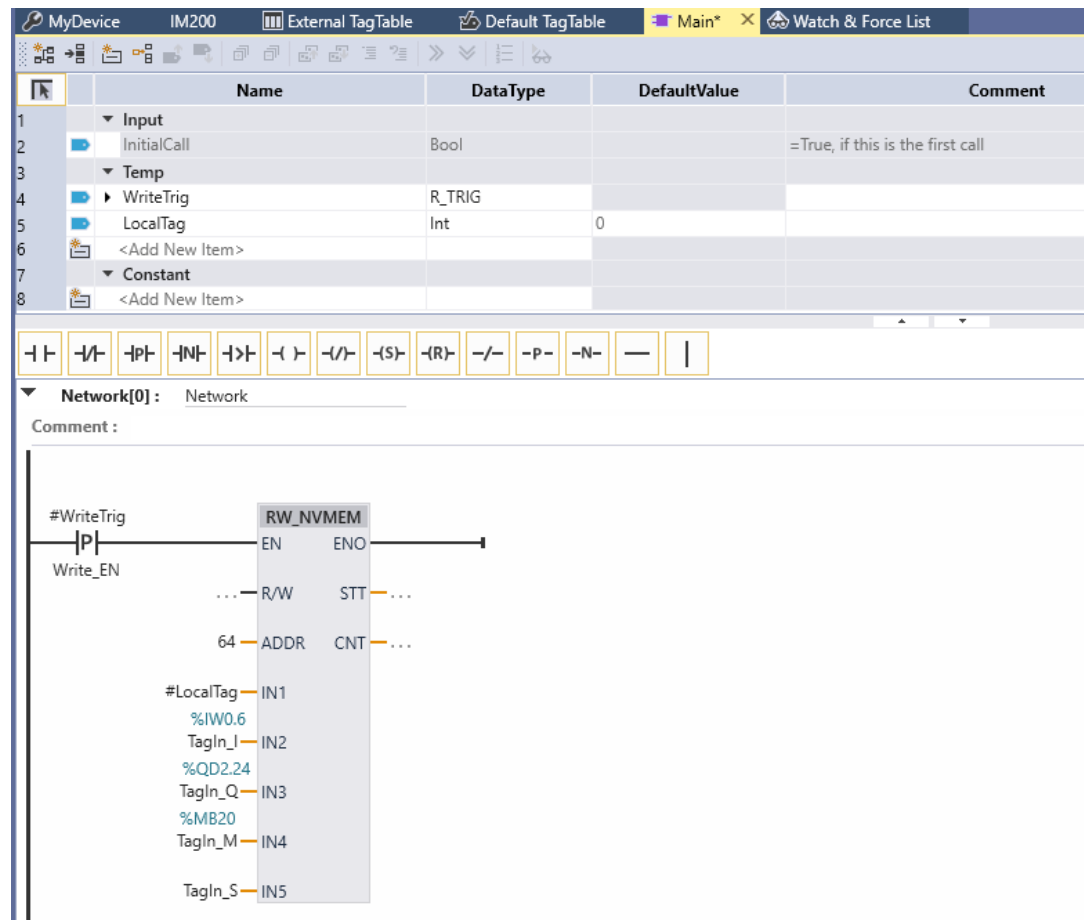 MyDevice IM200 External TagTable Default TagTable Main* Watch & Force List
Name DataType DefaultValue Comment
1 Input
2 InitialCall Bool =True, if this is the first call
3 Temp
4 WriteTrig R_TRIG
5 LocalTag Int 0
6 <Add New Item>
7 Constant
8 <Add New Item>
P N > ( ) (/) (S) (R) / P N
Network[0] : Network
Comment :
#WriteTrig RW_NVMEM
P EN ENO
Write_EN
... R/W STT ...
64 ADDR CNT ...
#LocalTag IN1
%IW0.6
TagIn_I IN2
%QD2.24
TagIn_Q IN3
%MB20
TagIn_M IN4
TagIn_S IN5